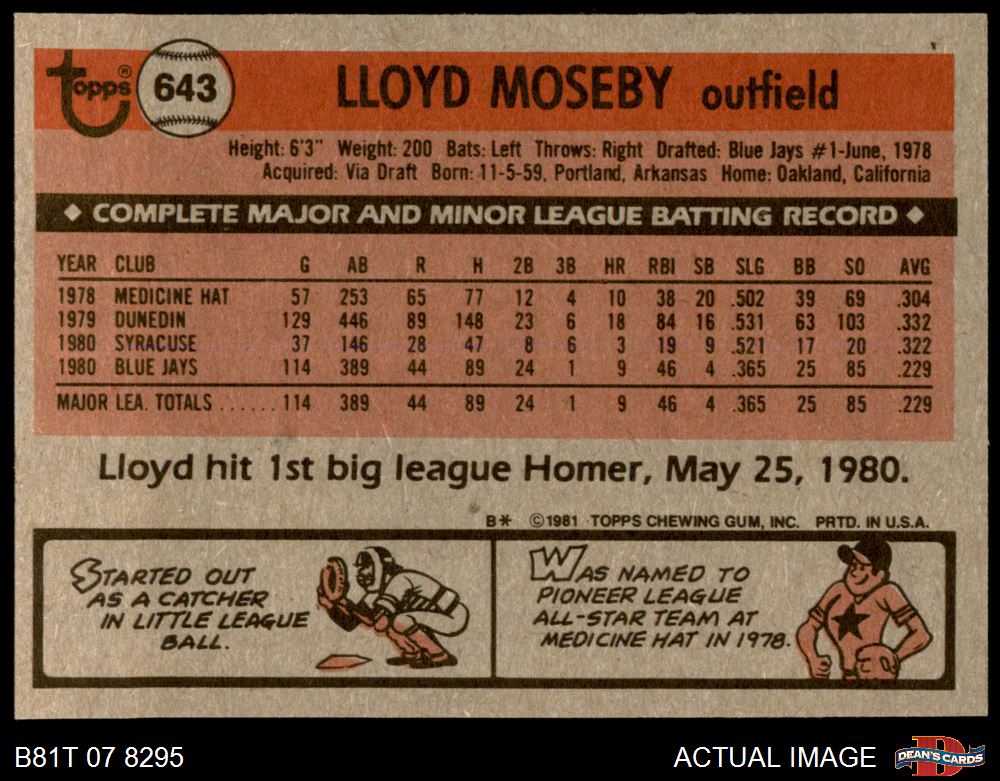 Topps® 643 LLOYD MOSEBY outfield
Height: 6'3" Weight: 200 Bats: Left Throws: Right Drafted: Blue Jays #1-June, 1978
Acquired: Via Draft Born: 11-5-59, Portland, Arkansas Home: Oakland, California
◆ COMPLETE MAJOR AND MINOR LEAGUE BATTING RECORD ◆
YEAR CLUB G AB R H 2B 3B HR RBI SB SLG BB SO AVG
1978 MEDICINE HAT 57 253 65 77 12 4 10 38 20 .502 39 69 .304
1979 DUNEDIN 129 446 89 148 23 6 18 84 16 .531 63 103 .332
1980 SYRACUSE 37 146 28 47 8 6 3 19 9 .521 17 20 .322
1980 BLUE JAYS 114 389 44 89 24 1 9 46 4 .365 25 85 .229
MAJOR LEA. TOTALS ...... 114 389 44 89 24 1 9 46 4 .365 25 85 .229
Lloyd hit 1st big league Homer, May 25, 1980.
B* ©1981 TOPPS CHEWING GUM, INC. PRTD. IN U.S.A.
STARTED OUT
AS A CATCHER
IN LITTLE LEAGUE
BALL.
WAS NAMED TO
PIONEER LEAGUE
ALL-STAR TEAM AT
MEDICINE HAT IN 1978.
B81T 07 8295
ACTUAL IMAGE
D
DEAN'S CARDS